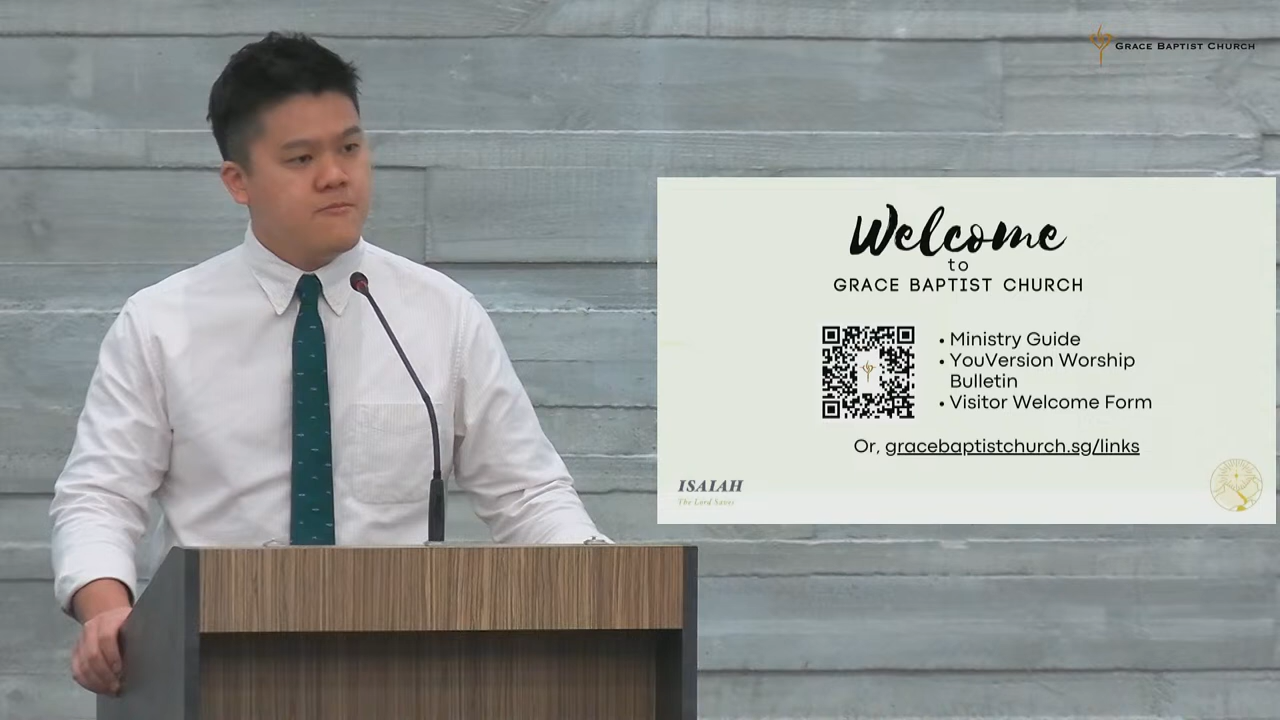 GRACE BAPTIST CHURCH
Welcome
to
GRACE BAPTIST CHURCH
• Ministry Guide
• YouVersion Worship
Bulletin
• Visitor Welcome Form
Or, gracebaptistchurch.sg/links
ISAIAH
The Lord Saves